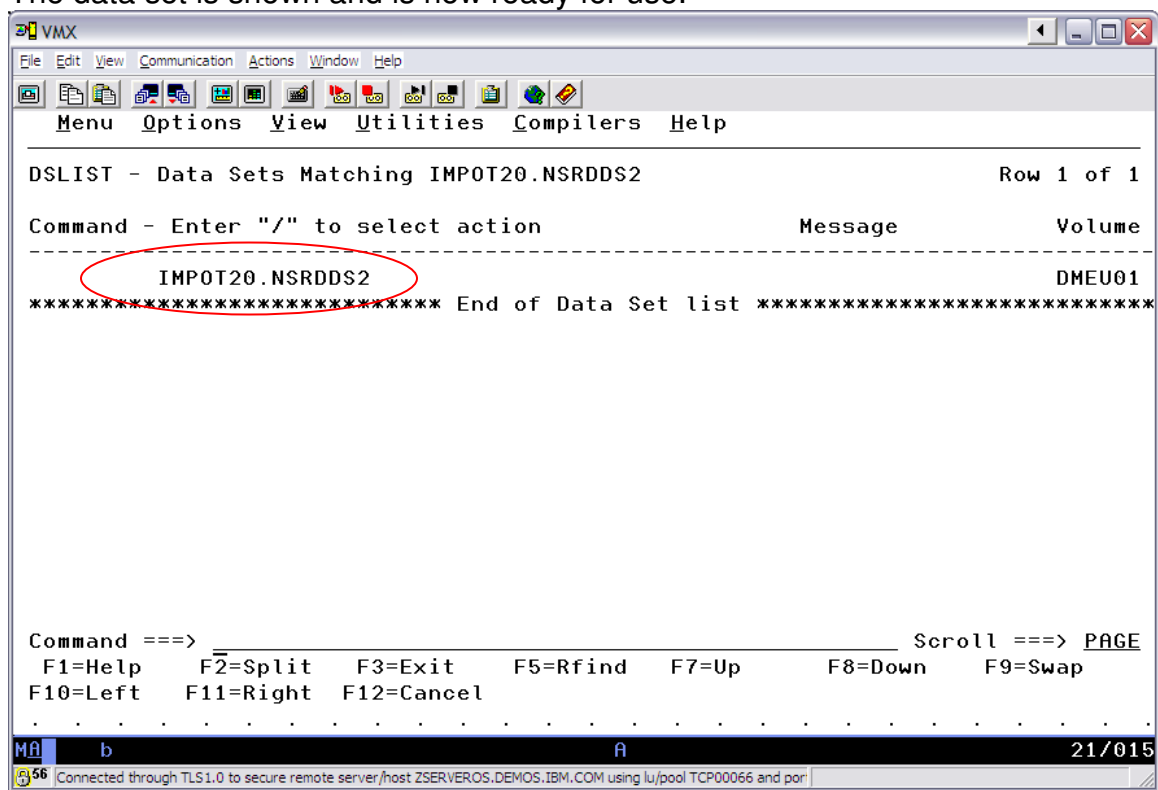 The data set is shown and is now ready for use.
VMX
File Edit View Communication Actions Window Help
Menu Options View Utilities Compilers Help
DSLIST - Data Sets Matching IMPOT20.NSRDDS2 Row 1 of 1
Command - Enter "/" to select action Message Volume
-------------------------------------------------------------------------------
IMPOT20.NSRDDS2 DMEU01
***************************** End of Data Set list ****************************
Command ===> Scroll ===> PAGE
F1=Help F2=Split F3=Exit F5=Rfind F7=Up F8=Down F9=Swap
F10=Left F11=Right F12=Cancel
. . . . . . . . . . . . . . . . . . . . . . . . . . .
MA b A 21/015
56 Connected through TLS1.0 to secure remote server/host ZSERVEROS.DEMOS.IBM.COM using lu/pool TCP00066 and por